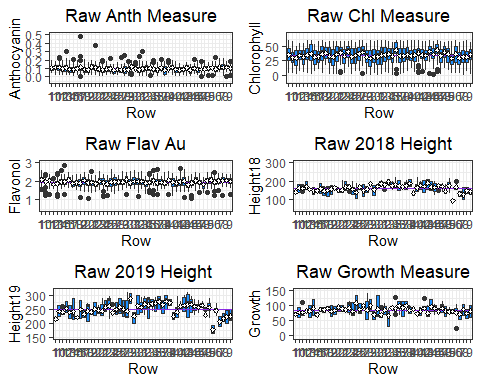 Raw Anth Measure
Anthocyanin
0.5
0.4
0.3
0.2
0.1
0.0
Row
Raw Chl Measure
Chlorophyll
50
25
0
Row
Raw Flav Au
Flavonol
3
2
1
Row
Raw 2018 Height
Height18
300
200
100
Row
Raw 2019 Height
Height19
300
250
200
150
Row
Raw Growth Measure
Growth
150
100
50
0
Row